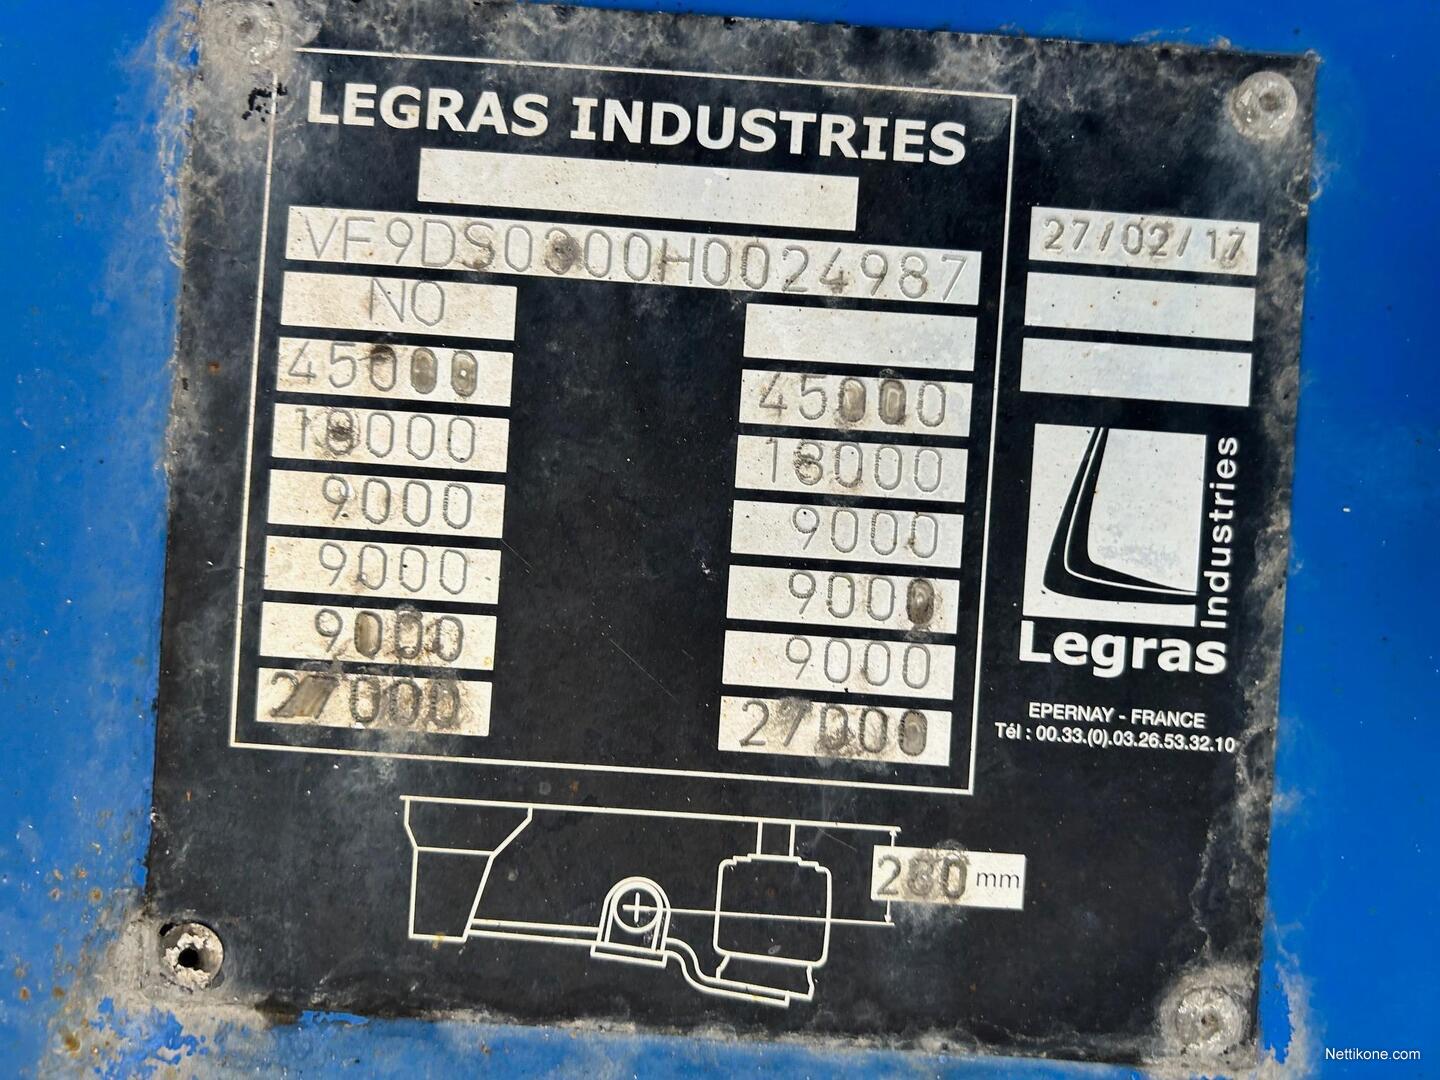 LEGRAS INDUSTRIES
VF9DS0300H0024987
27/02/17
NO
45000 45000
18000 18000
9000 9000
9000 9000
9000 9000
27000 27000
Industries
Legras
EPERNAY - FRANCE
Tél : 00.33.(0).03.26.53.32.10
280 mm
Nettikone.com